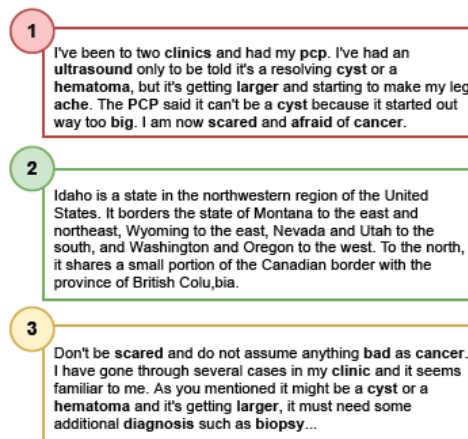 1
I've been to two clinics and had my pcp. I've had an
ultrasound only to be told it's a resolving cyst or a
hematoma, but it's getting larger and starting to make my leg
ache. The PCP said it can't be a cyst because it started out
way too big. I am now scared and afraid of cancer.
2
Idaho is a state in the northwestern region of the United
States. It borders the state of Montana to the east and
northeast, Wyoming to the east, Nevada and Utah to the
south, and Washington and Oregon to the west. To the north,
it shares a small portion of the Canadian border with the
province of British Colu,bia.
3
Don't be scared and do not assume anything bad as cancer.
I have gone through several cases in my clinic and it seems
familiar to me. As you mentioned it might be a cyst or a
hematoma and it's getting larger, it must need some
additional diagnosis such as biopsy...